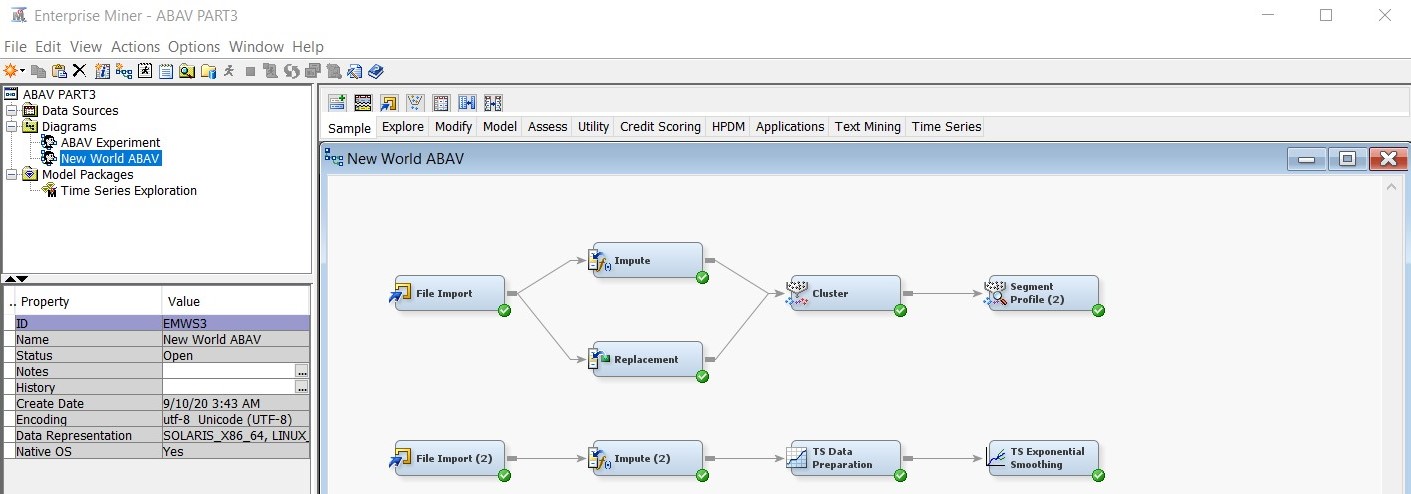 Enterprise Miner - ABAV PART3
File Edit View Actions Options Window Help
ABAV PART3
Data Sources
Diagrams
ABAV Experiment
New World ABAV
Model Packages
Time Series Exploration
.. Property Value
ID EMWS3
Name New World ABAV
Status Open
Notes ...
History ...
Create Date 9/10/20 3:43 AM
Encoding utf-8 Unicode (UTF-8)
Data Representation SOLARIS_X86_64, LINUX_
Native OS Yes
Sample Explore Modify Model Assess Utility Credit Scoring HPDM Applications Text Mining Time Series
New World ABAV
File Import
Impute
Replacement
Cluster
Segment
Profile (2)
File Import (2)
Impute (2)
TS Data
Preparation
TS Exponential
Smoothing